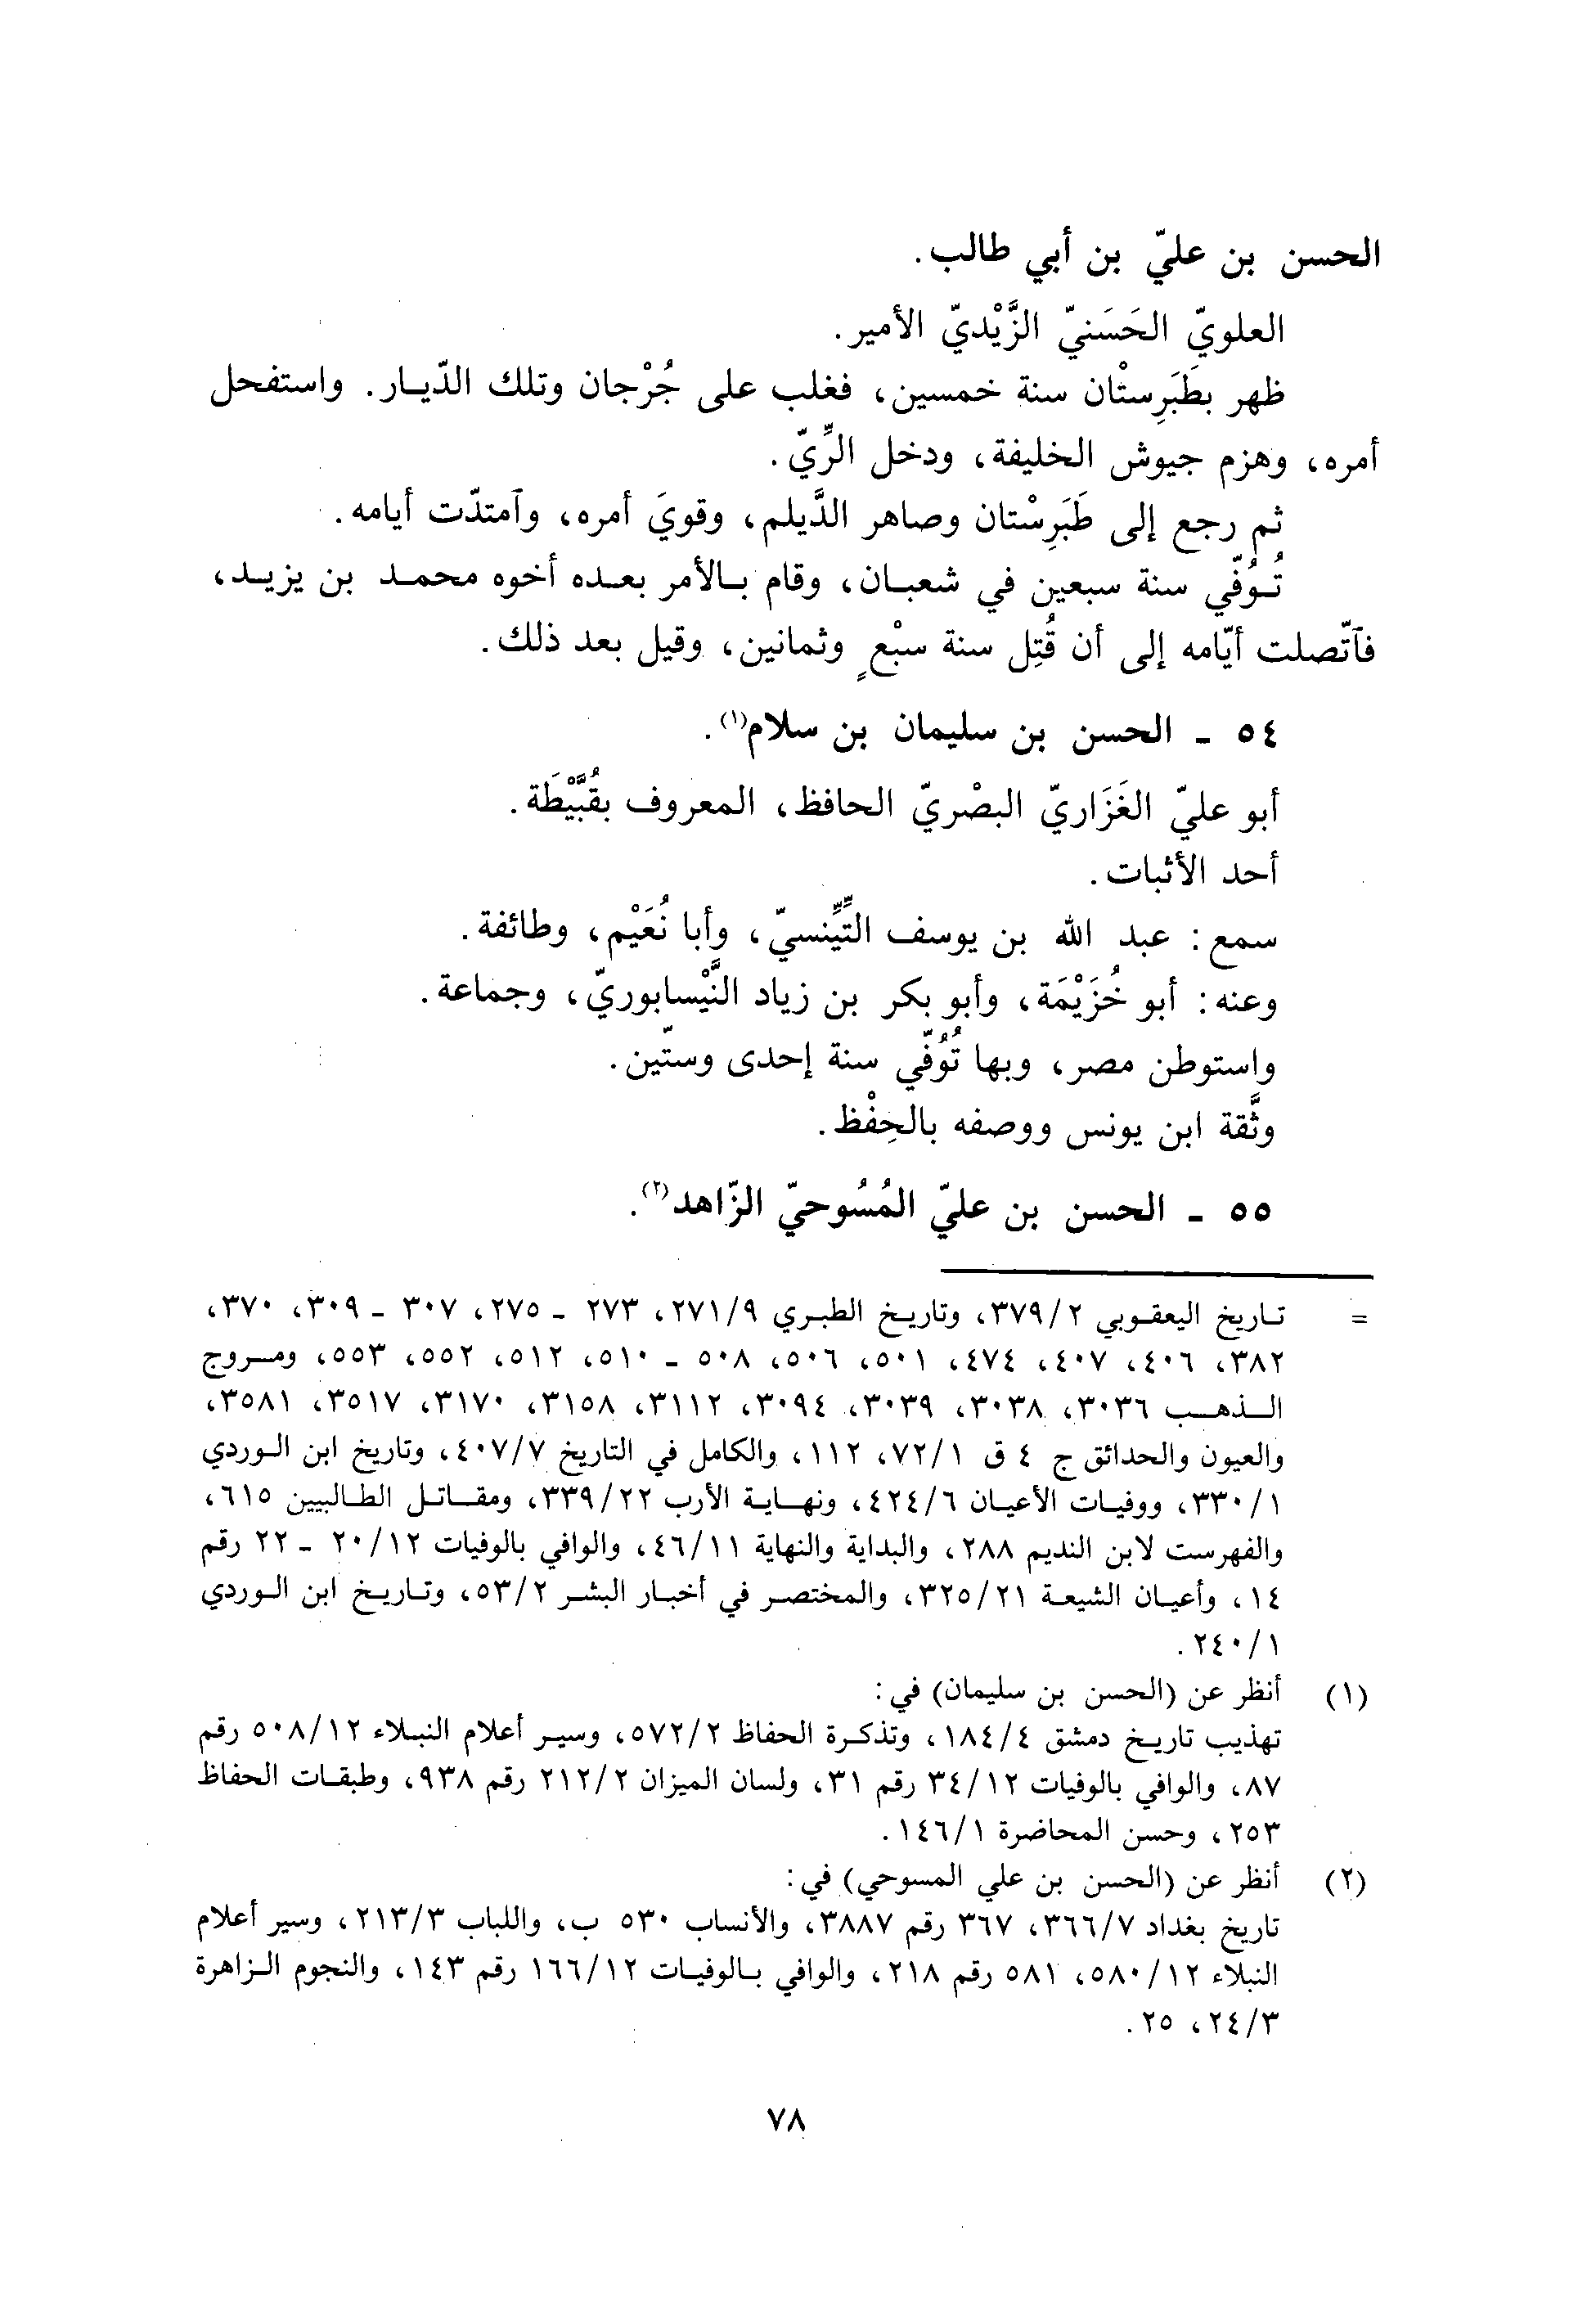 الحسن بن عليّ بن أبي طالب.
العلويّ الحَسَنيّ الزَّيْديّ الأمير.
ظهر بطَبَرِسْتْان سنة خمسين، فغلب على جُرْجان وتلك الدّيار. واستفحل
أمره، وهزم جيوش الخليفة، ودخل الرِّيّ.
ثم رجع إلى طَبَرِسْتان وصاهر الدَّيلم، وقويَ أمره، وآمتدّت أيامه.
تُوُفّي سنة سبعين في شعبان، وقام بالأمر بعده أخوه محمد بن يزيد،
فآتّصلت أيّامه إلى أن قُتِل سنة سبْعٍ وثمانين، وقيل بعد ذلك.
٥٤ - الحسن بن سليمان بن سلام(١).
أبو عليّ الغَزَاريّ البصْريّ الحافظ، المعروف بقُبَّيْطَة.
أحد الأثبات.
سمع: عبد الله بن يوسف التِّيِّنسيّ، وأبا نُعَيْم، وطائفة.
وعنه: أبو خُزَيْمَة، وأبو بكر بن زياد النَّيْسابوريّ، وجماعة.
واستوطن مصر، وبها تُوُفّي سنة إحدى وستّين.
وثَّقة ابن يونس ووصفه بالحِفْظ.
٥٥ - الحسن بن عليّ المُسُوحيّ الزّاهد(٢).
= تاريخ اليعقوبي ٣٧٩/٢، وتاريخ الطبري ٢٧١/٩، ٢٧٣ - ٢٧٥، ٣٠٧ - ٣٠٩، ٣٧٠،
٣٨٢، ٤٠٦، ٤٠٧، ٤٧٤، ٥٠١، ٥٠٦، ٥٠٨ - ٥١٠، ٥١٢، ٥٥٢، ٥٥٣، ومروج
الذهب ٣٠٣٦، ٣٠٣٨، ٣٠٣٩، ٣٠٩٤، ٣١١٢، ٣١٥٨، ٣١٧٠، ٣٥١٧، ٣٥٨١،
والعيون والحدائق ج ٤ ق ٧٢/١، ١١٢، والكامل في التاريخ ٤٠٧/٧، وتاريخ ابن الوردي
٣٣٠/١، ووفيات الأعيان ٤٢٤/٦، ونهاية الأرب ٣٣٩/٢٢، ومقاتل الطالبيين ٦١٥،
والفهرست لابن النديم ٢٨٨، والبداية والنهاية ٤٦/١١، والوافي بالوفيات ٢٠/١٢ - ٢٢ رقم
١٤، وأعيان الشيعة ٣٢٥/٢١، والمختصر في أخبار البشر ٥٣/٢، وتاريخ ابن الوردي
٢٤٠/١.
(١) أنظر عن (الحسن بن سليمان) في:
تهذيب تاريخ دمشق ١٨٤/٤، وتذكرة الحفاظ ٥٧٢/٢، وسير أعلام النبلاء ٥٠٨/١٢ رقم
٨٧، والوافي بالوفيات ٣٤/١٢ رقم ٣١، ولسان الميزان ٢١٢/٢ رقم ٩٣٨، وطبقات الحفاظ
٢٥٣، وحسن المحاضرة ١٤٦/١.
(٢) أنظر عن (الحسن بن علي المسوحي) في:
تاريخ بغداد ٣٦٦/٧، ٣٦٧ رقم ٣٨٨٧، والأنساب ٥٣٠ ب، واللباب ٢١٣/٣، وسير أعلام
النبلاء ٥٨٠/١٢، ٥٨١ رقم ٢١٨، والوافي بالوفيات ١٦٦/١٢ رقم ١٤٣، والنجوم الزاهرة
٢٤/٣، ٢٥.
٧٨